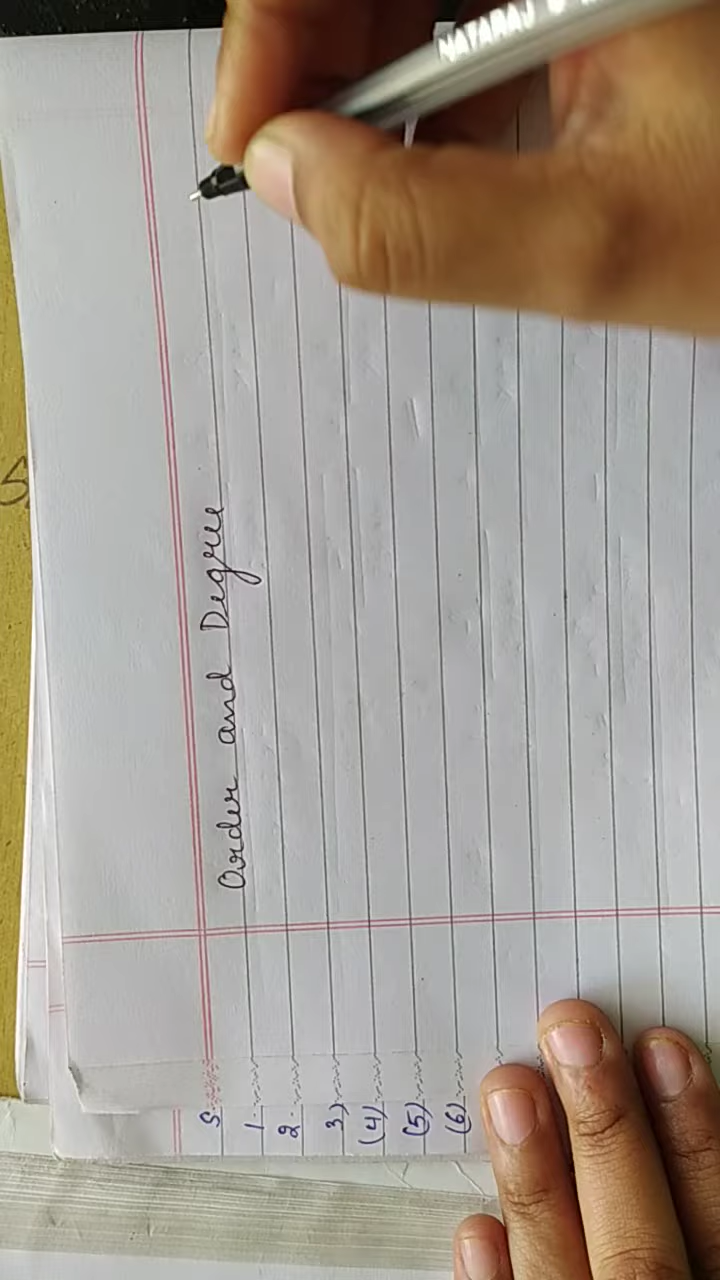 Order and Degree
NATARAJ
S
1
2
3)
(4)
(5)
(6)